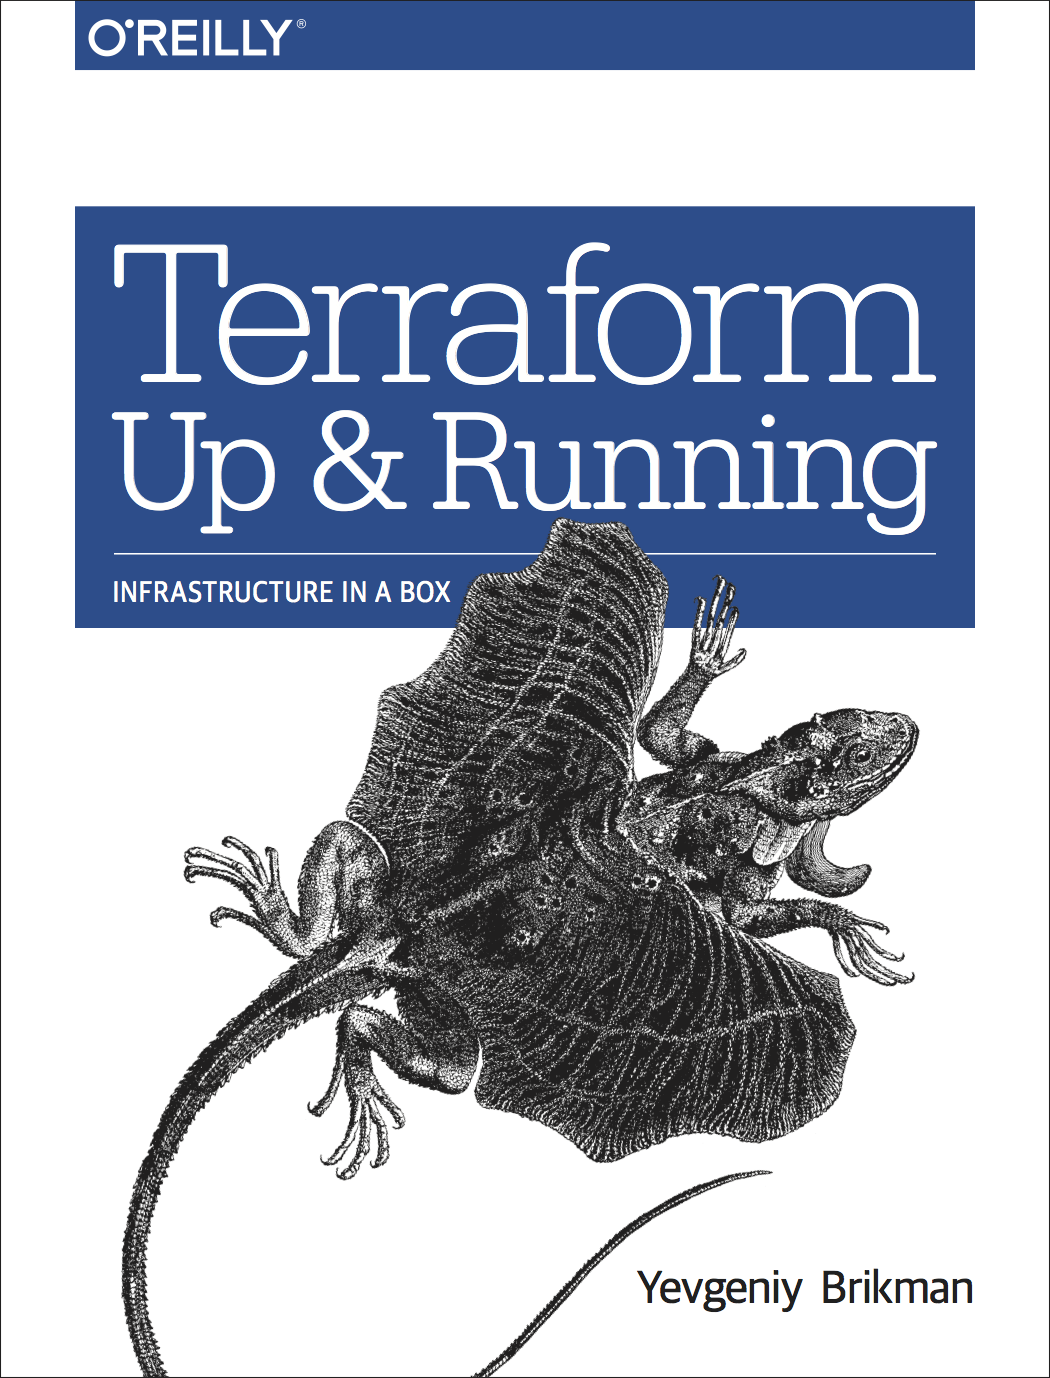 O'REILLY®
Terraform
Up & Running
INFRASTRUCTURE IN A BOX
Yevgeniy Brikman